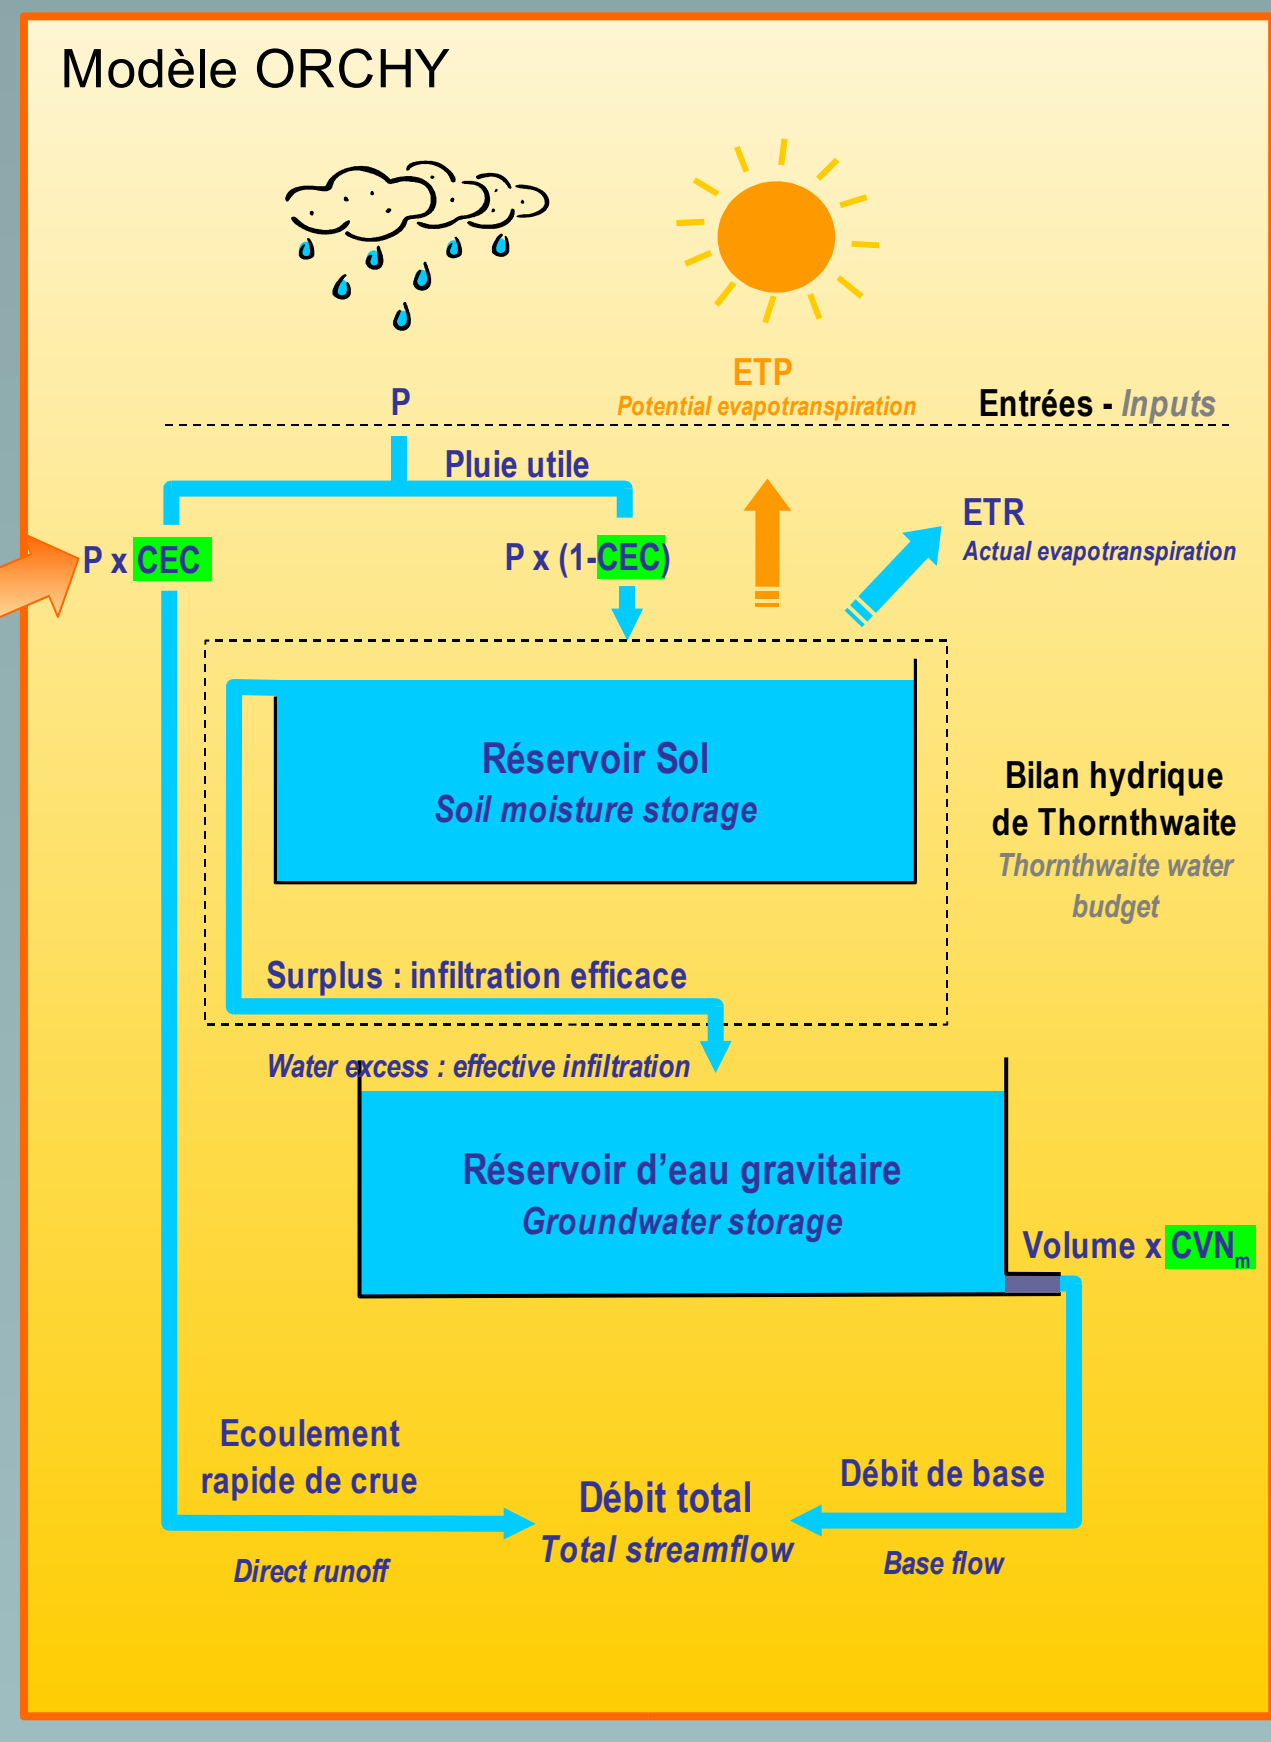 Modèle ORCHY
P
ETP
Potential evapotranspiration
Entrées - Inputs
Pluie utile
ETR
Actual evapotranspiration
P x CEC
P x (1-CEC)
Réservoir Sol
Soil moisture storage
Bilan hydrique
de Thornthwaite
Thornthwaite water
budget
Surplus : infiltration efficace
Water excess : effective infiltration
Réservoir d’eau gravitaire
Groundwater storage
Volume x CVNm
Ecoulement
rapide de crue
Direct runoff
Débit total
Total streamflow
Débit de base
Base flow